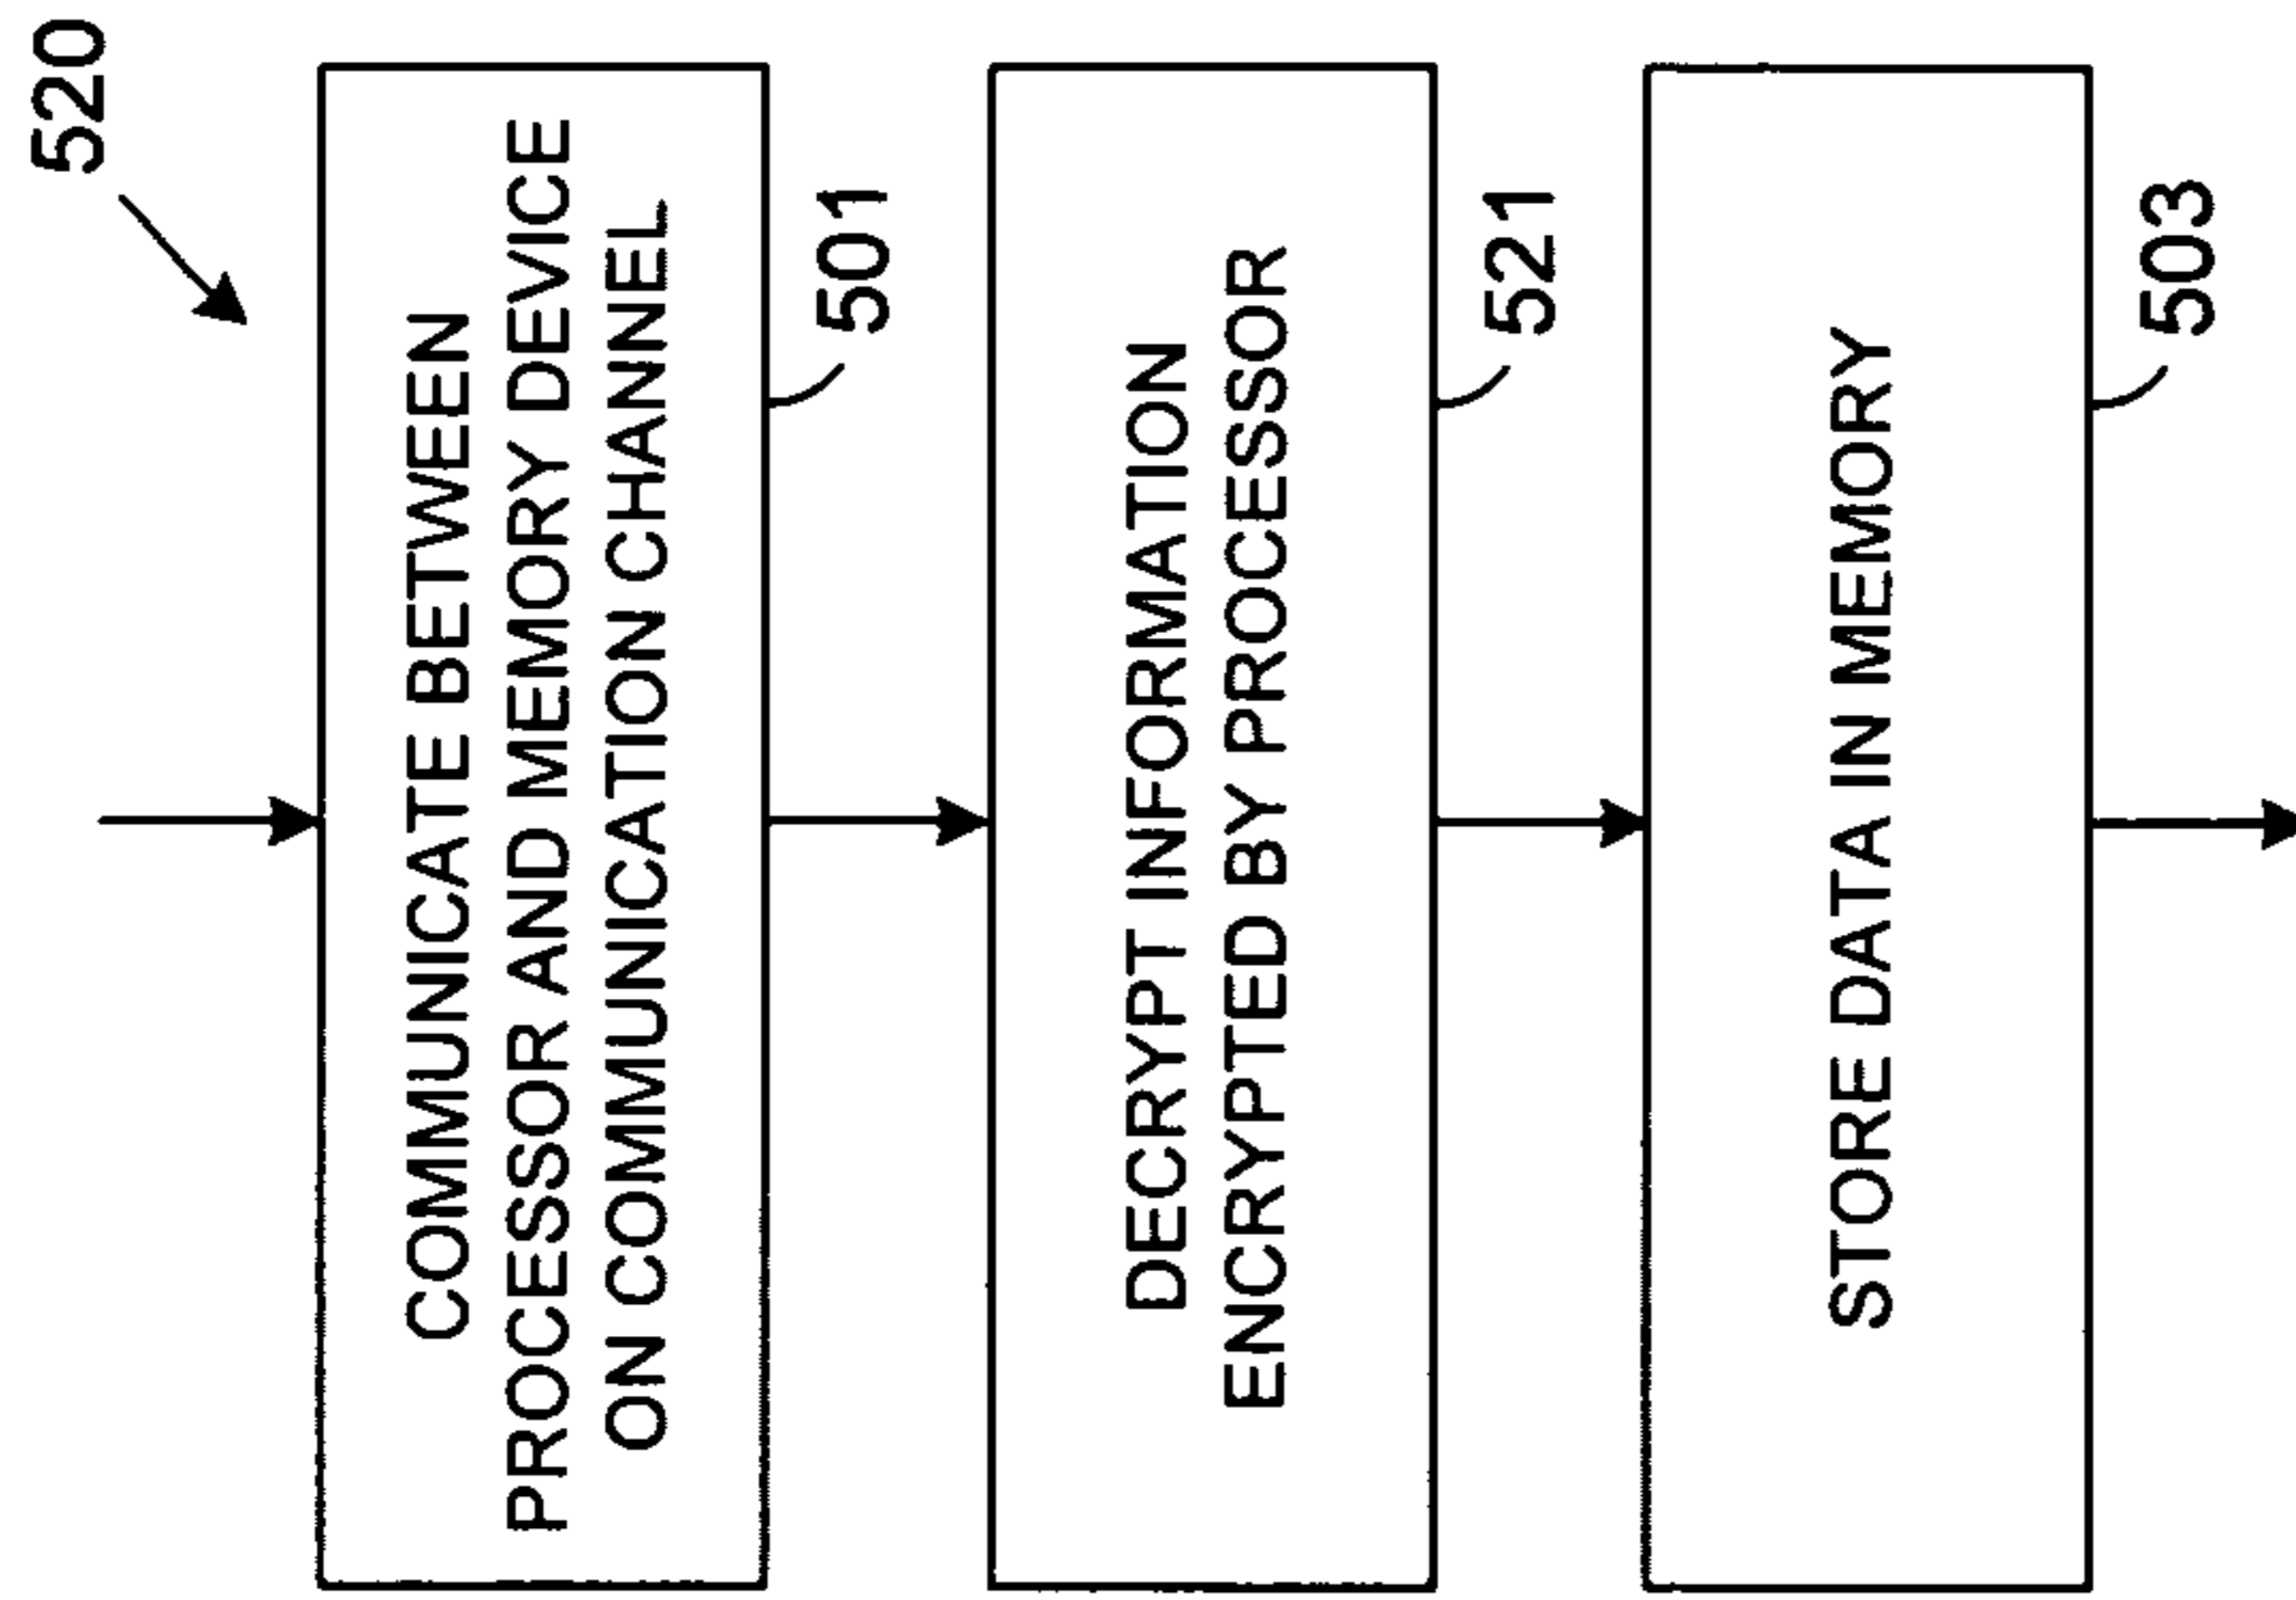 520
COMMUNICATE BETWEEN
PROCESSOR AND MEMORY DEVICE
ON COMMUNICATION CHANNEL
501
DECRYPT INFORMATION
ENCRYPTED BY PROCESSOR
521
STORE DATA IN MEMORY
503